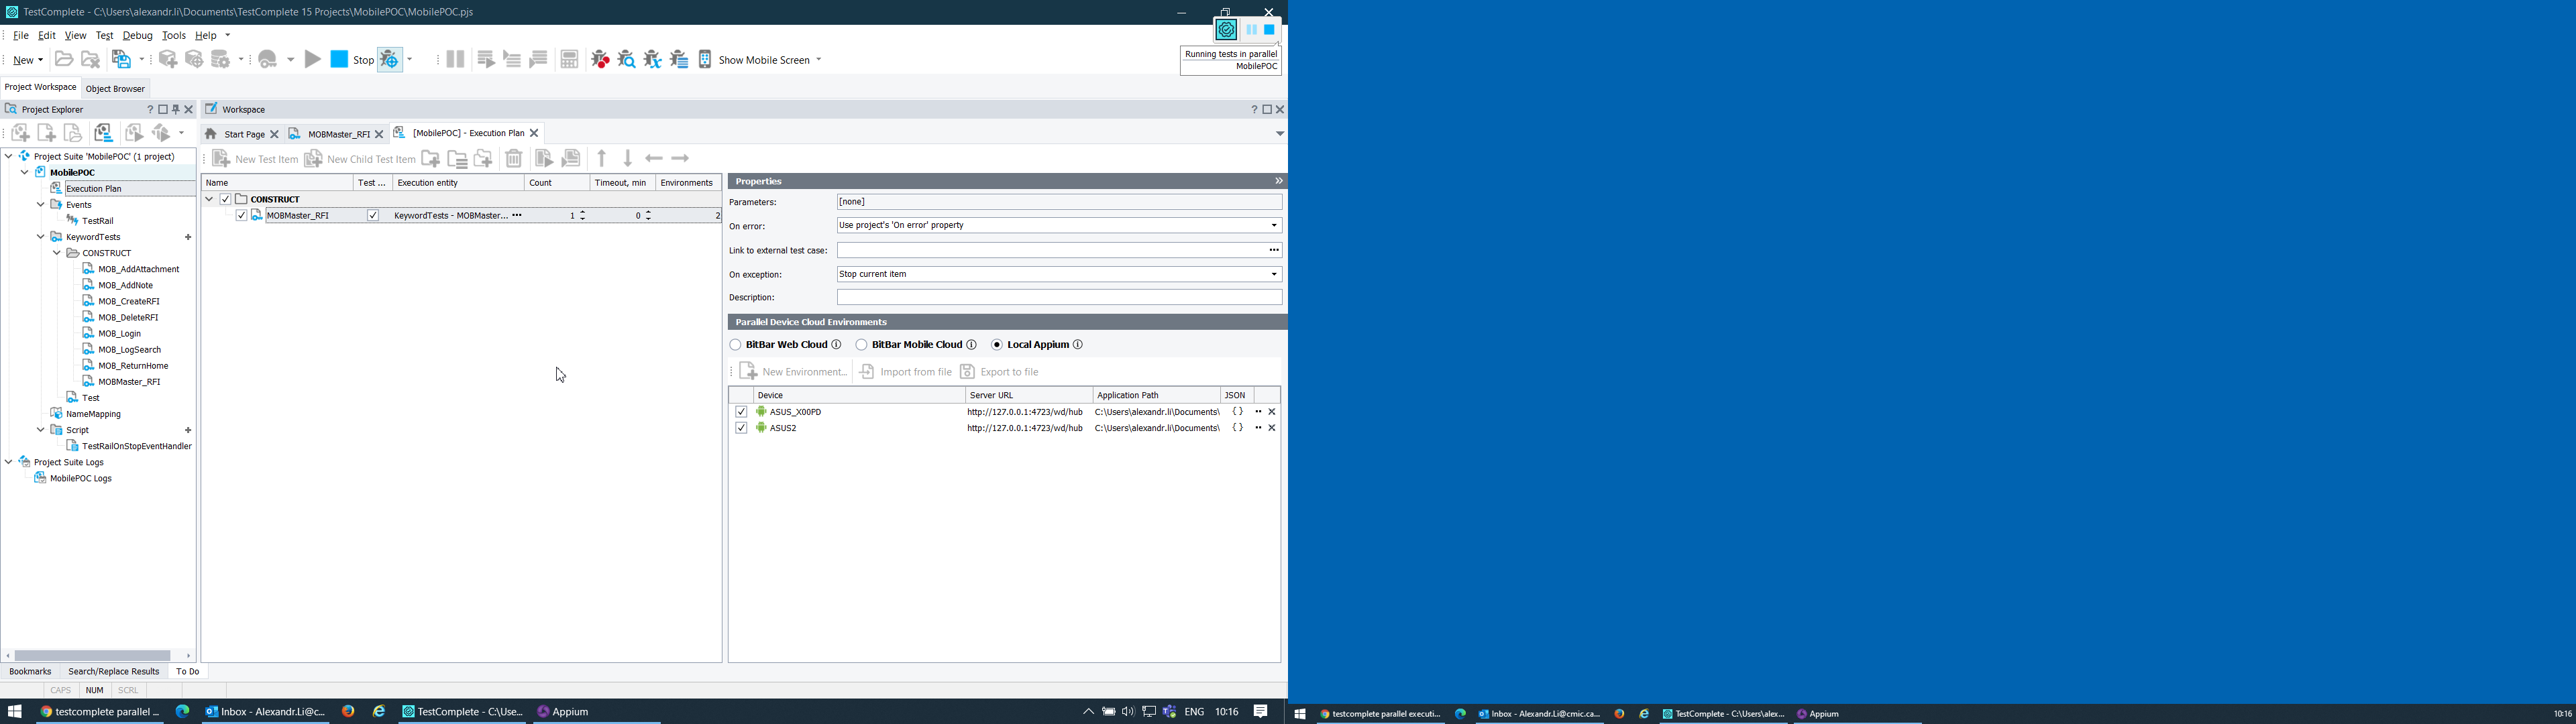 TestComplete - C:\Users\alexandr.li\Documents\TestComplete 15 Projects\MobilePOC\MobilePOC.pjs
File Edit View Test Debug Tools Help
New Stop Show Mobile Screen
Running tests in parallel
MobilePOC
Project Workspace Object Browser
Project Explorer ? Workspace ?
Start Page MOBMaster_RFI [MobilePOC] - Execution Plan
New Test Item New Child Test Item
Project Suite 'MobilePOC' (1 project)
MobilePOC
Execution Plan
Events
TestRail
KeywordTests
CONSTRUCT
MOB_AddAttachment
MOB_AddNote
MOB_CreateRFI
MOB_DeleteRFI
MOB_Login
MOB_LogSearch
MOB_ReturnHome
MOBMaster_RFI
Test
NameMapping
Script
TestRailOnStopEventHandler
Project Suite Logs
MobilePOC Logs
Name Test ... Execution entity Count Timeout, min Environments
CONSTRUCT
MOBMaster_RFI KeywordTests - MOBMaster... 1 0 2
Properties
Parameters: [none]
On error: Use project's 'On error' property
Link to external test case:
On exception: Stop current item
Description:
Parallel Device Cloud Environments
BitBar Web Cloud BitBar Mobile Cloud Local Appium
New Environment... Import from file Export to file
Device Server URL Application Path JSON
ASUS_X00PD http://127.0.0.1:4723/wd/hub C:\Users\alexandr.li\Documents\ { }
ASUS2 http://127.0.0.1:4723/wd/hub C:\Users\alexandr.li\Documents\ { }
Bookmarks Search/Replace Results To Do
CAPS NUM SCRL
testcomplete parallel ... Inbox - Alexandr.Li@c... TestComplete - C:\Use... Appium ENG 10:16
testcomplete parallel executi... Inbox - Alexandr.Li@cmic.ca... TestComplete - C:\Users\alex... Appium 10:16